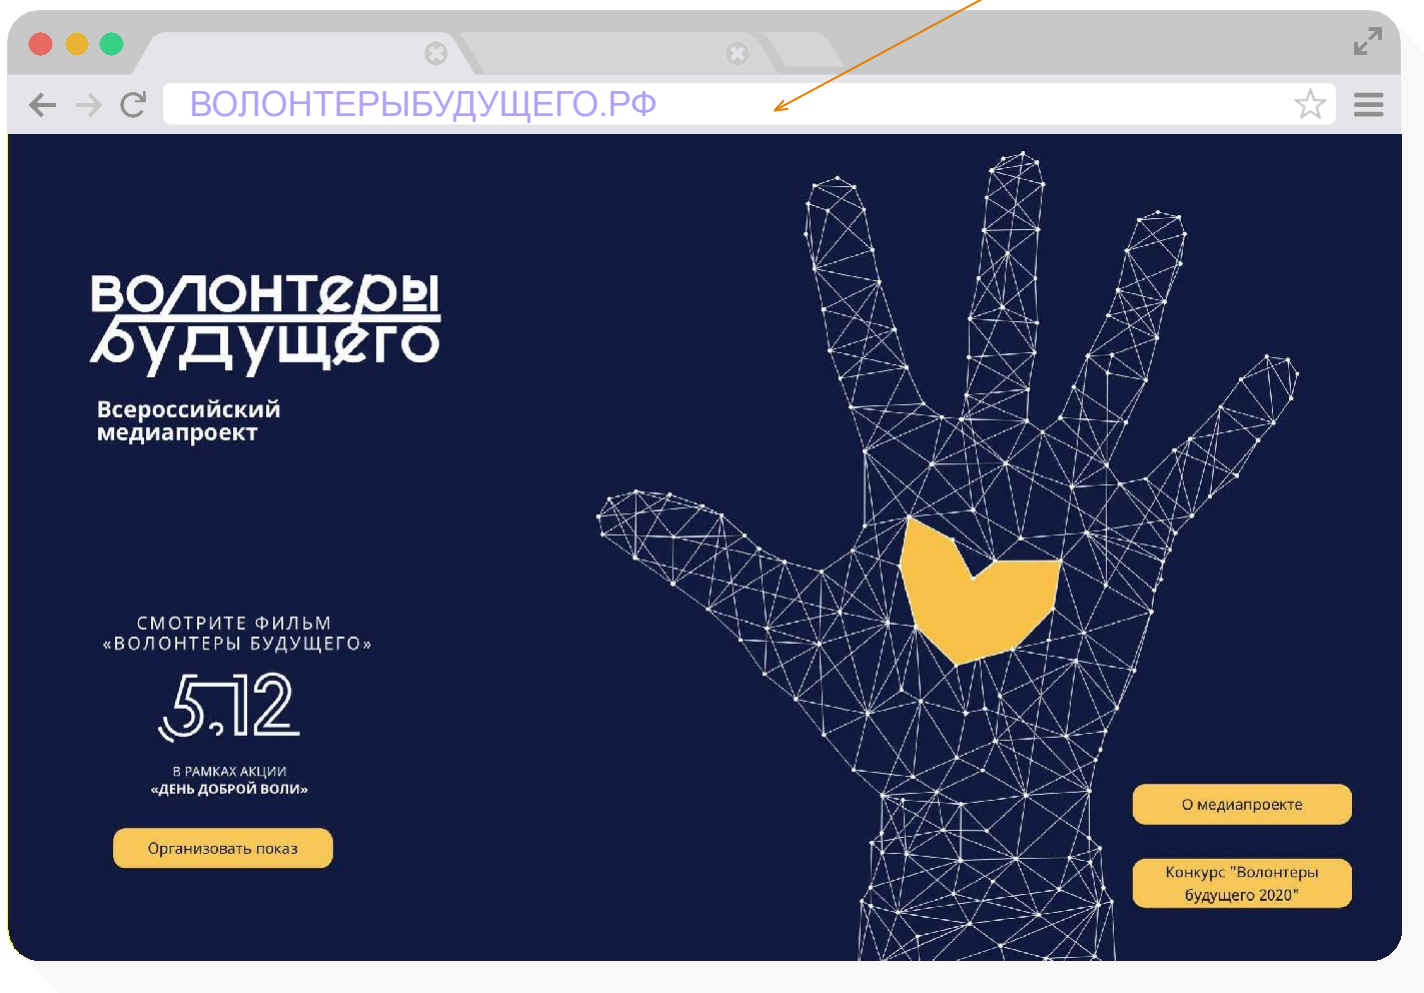 ВОЛОНТЕРЫБУДУЩЕГО.РФ
ВОЛОНТЕРЫ
БУДУЩЕГО
Всероссийский
медиапроект
СМОТРИТЕ ФИЛЬМ
«ВОЛОНТЕРЫ БУДУЩЕГО»
5.12
В РАМКАХ АКЦИИ
«ДЕНЬ ДОБРОЙ ВОЛИ»
Организовать показ
О медиапроекте
Конкурс "Волонтеры
будущего 2020"